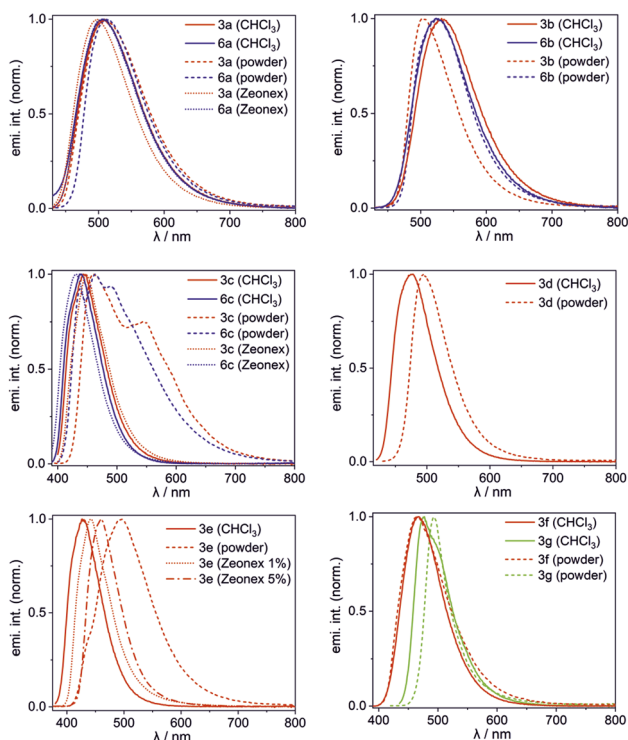 emi. int. (norm.)
1.0
0.5
0.0
500
600
700
800
λ / nm
3a (CHCl₃)
6a (CHCl₃)
3a (powder)
6a (powder)
3a (Zeonex)
6a (Zeonex)
emi. int. (norm.)
1.0
0.5
0.0
500
600
700
800
λ / nm
3b (CHCl₃)
6b (CHCl₃)
3b (powder)
6b (powder)
emi. int. (norm.)
1.0
0.5
0.0
400
500
600
700
800
λ / nm
3c (CHCl₃)
6c (CHCl₃)
3c (powder)
6c (powder)
3c (Zeonex)
6c (Zeonex)
emi. int. (norm.)
1.0
0.5
0.0
500
600
700
800
λ / nm
3d (CHCl₃)
3d (powder)
emi. int. (norm.)
1.0
0.5
0.0
400
500
600
700
800
λ / nm
3e (CHCl₃)
3e (powder)
3e (Zeonex 1%)
3e (Zeonex 5%)
emi. int. (norm.)
1.0
0.5
0.0
400
500
600
700
800
λ / nm
3f (CHCl₃)
3g (CHCl₃)
3f (powder)
3g (powder)